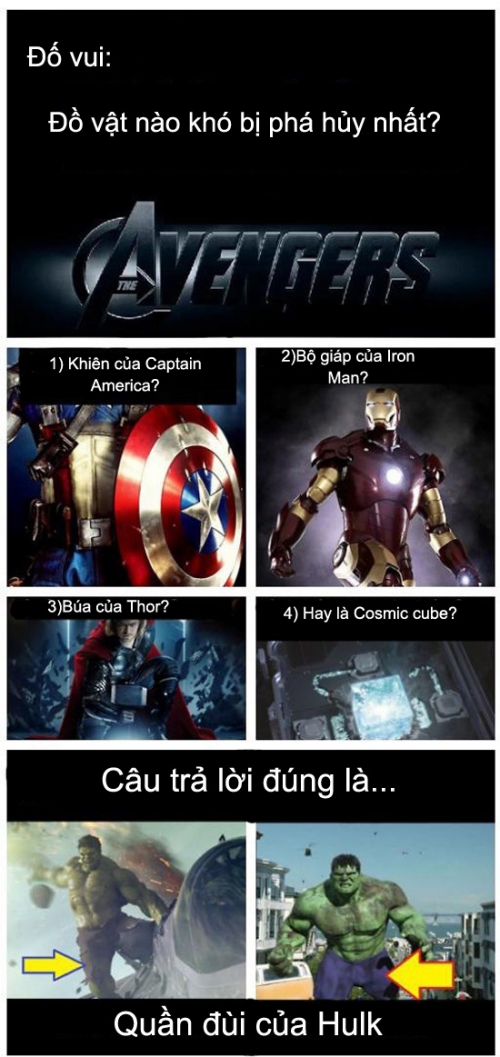 Đố vui:
Đồ vật nào khó bị phá hủy nhất?
THE AVENGERS
1) Khiên của Captain
America?
2)Bộ giáp của Iron
Man?
3)Búa của Thor?
4) Hay là Cosmic cube?
Câu trả lời đúng là...
Quần đùi của Hulk